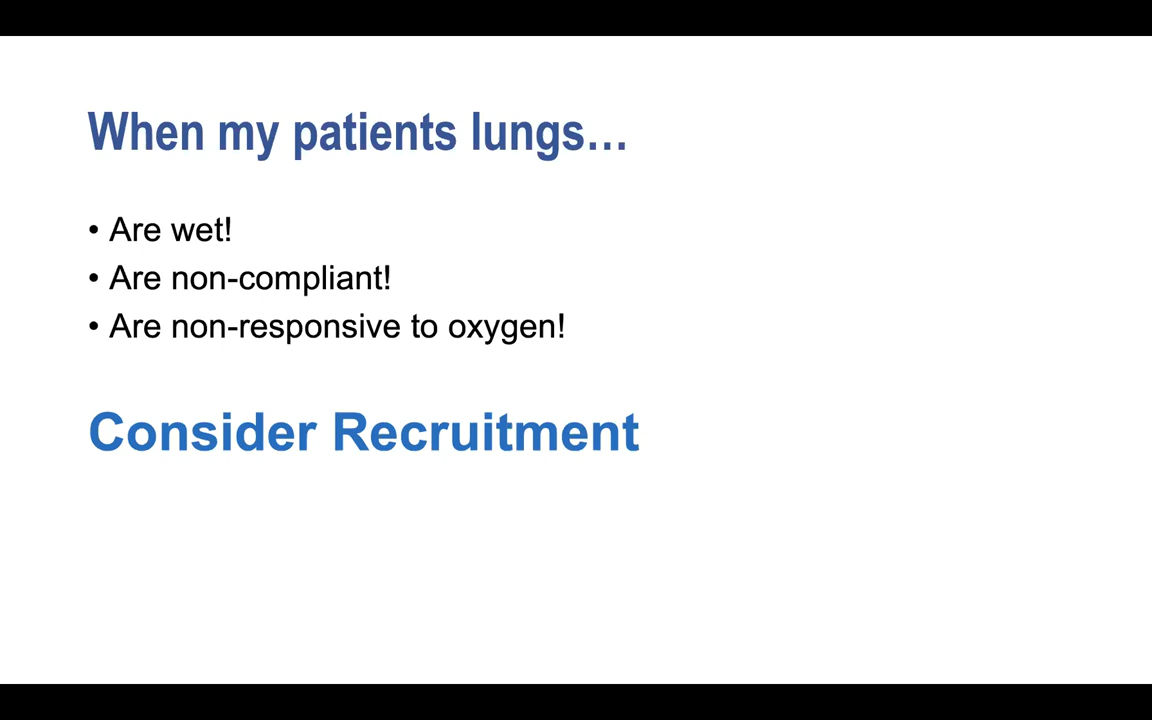 When my patients lungs…
• Are wet!
• Are non-compliant!
• Are non-responsive to oxygen!
Consider Recruitment